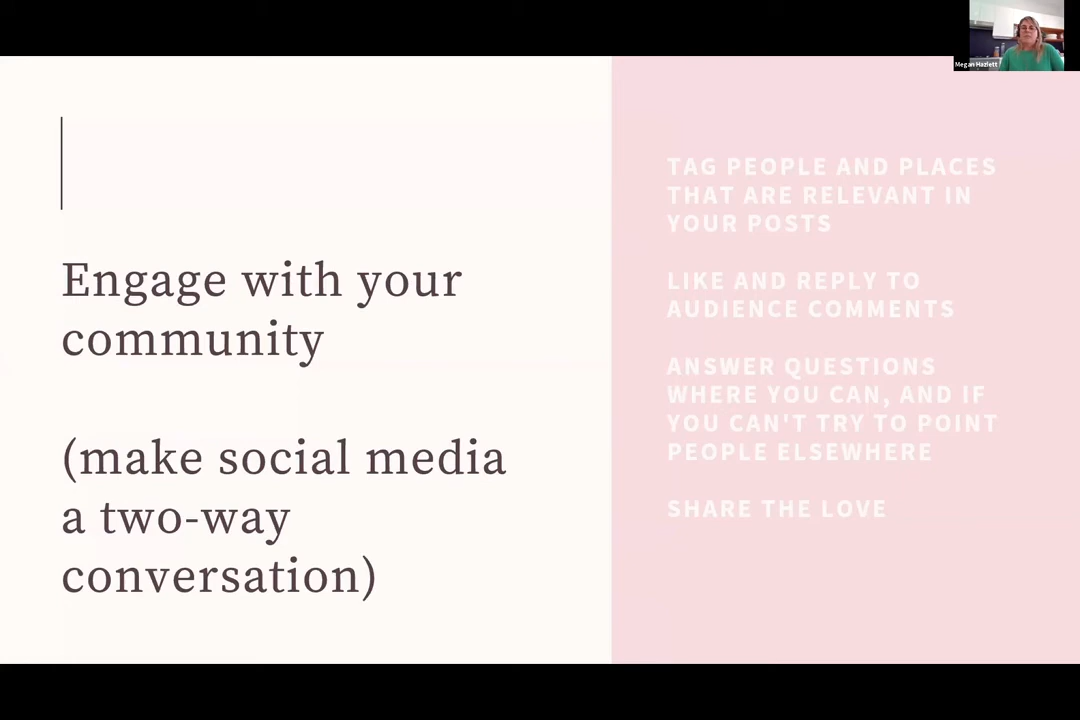 Megan Hazlett
Engage with your
community
(make social media
a two-way
conversation)
TAG PEOPLE AND PLACES
THAT ARE RELEVANT IN
YOUR POSTS
LIKE AND REPLY TO
AUDIENCE COMMENTS
ANSWER QUESTIONS
WHERE YOU CAN, AND IF
YOU CAN'T TRY TO POINT
PEOPLE ELSEWHERE
SHARE THE LOVE